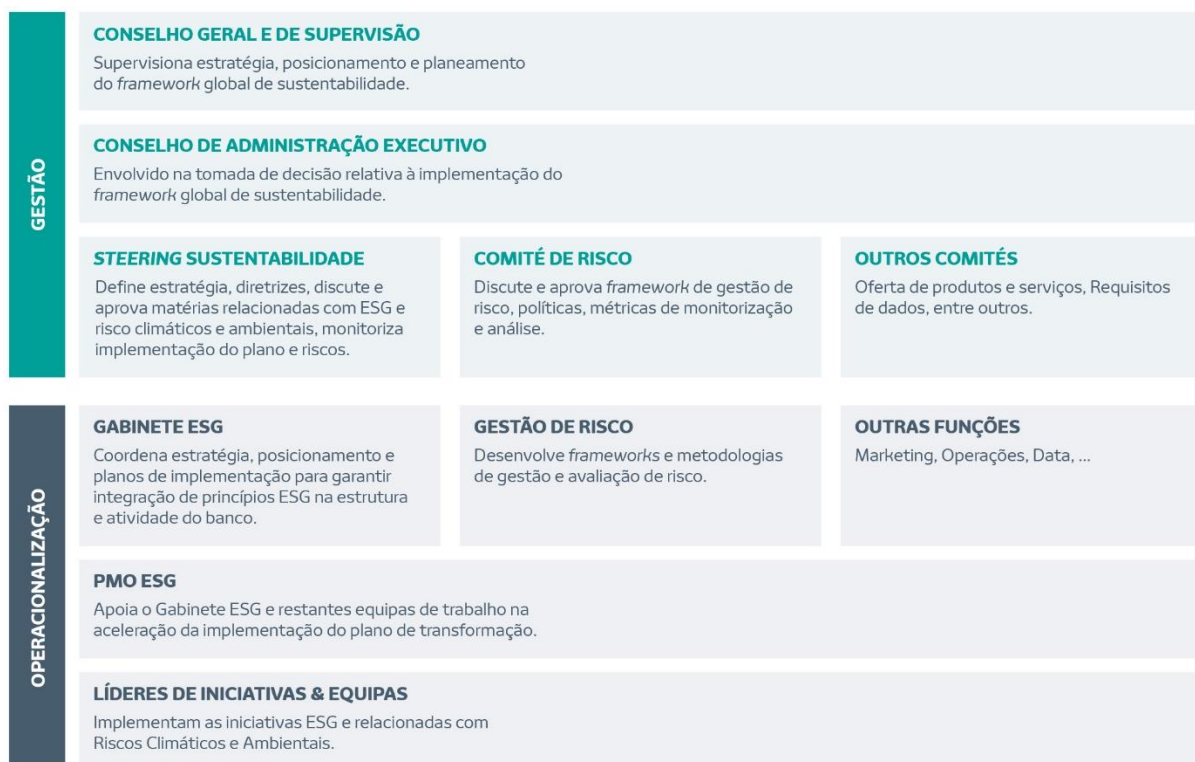 GESTÃO
CONSELHO GERAL E DE SUPERVISÃO
Supervisiona estratégia, posicionamento e planeamento
do framework global de sustentabilidade.
CONSELHO DE ADMINISTRAÇÃO EXECUTIVO
Envolvido na tomada de decisão relativa à implementação do
framework global de sustentabilidade.
STEERING SUSTENTABILIDADE
Define estratégia, diretrizes, discute e
aprova matérias relacionadas com ESG e
risco climáticos e ambientais, monitoriza
implementação do plano e riscos.
COMITÉ DE RISCO
Discute e aprova framework de gestão de
risco, políticas, métricas de monitorização
e análise.
OUTROS COMITÉS
Oferta de produtos e serviços, Requisitos
de dados, entre outros.
OPERACIONALIZAÇÃO
GABINETE ESG
Coordena estratégia, posicionamento e
planos de implementação para garantir
integração de princípios ESG na estrutura
e atividade do banco.
GESTÃO DE RISCO
Desenvolve frameworks e metodologias
de gestão e avaliação de risco.
OUTRAS FUNÇÕES
Marketing, Operações, Data, ...
PMO ESG
Apoia o Gabinete ESG e restantes equipas de trabalho na
aceleração da implementação do plano de transformação.
LÍDERES DE INICIATIVAS & EQUIPAS
Implementam as iniciativas ESG e relacionadas com
Riscos Climáticos e Ambientais.